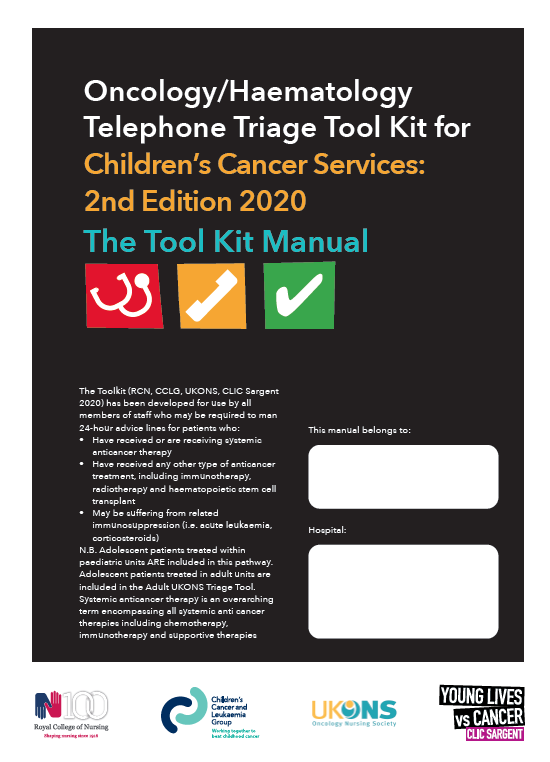 Oncology/Haematology
Telephone Triage Tool Kit for
Children's Cancer Services:
2nd Edition 2020
The Tool Kit Manual
The Toolkit (RCN, CCLG, UKONS, CLIC Sargent
2020) has been developed for use by all
members of staff who may be required to man
24-hour advice lines for patients who:
• Have received or are receiving systemic
anticancer therapy
• Have received any other type of anticancer
treatment, including immunotherapy,
radiotherapy and haematopoietic stem cell
transplant
• May be suffering from related
immunosuppression (i.e. acute leukaemia,
corticosteroids)
N.B. Adolescent patients treated within
paediatric units ARE included in this pathway.
Adolescent patients treated in adult units are
included in the Adult UKONS Triage Tool.
Systemic anticancer therapy is an overarching
term encompassing all systemic anti cancer
therapies including chemotherapy,
immunotherapy and supportive therapies
This manual belongs to:
Hospital:
100
Royal College of Nursing
Shaping nursing since 1916
Children's
Cancer and
Leukaemia
Group
Working together to
beat childhood cancer
UKONS
Oncology Nursing Society
YOUNG LIVES
vs CANCER
CLIC SARGENT